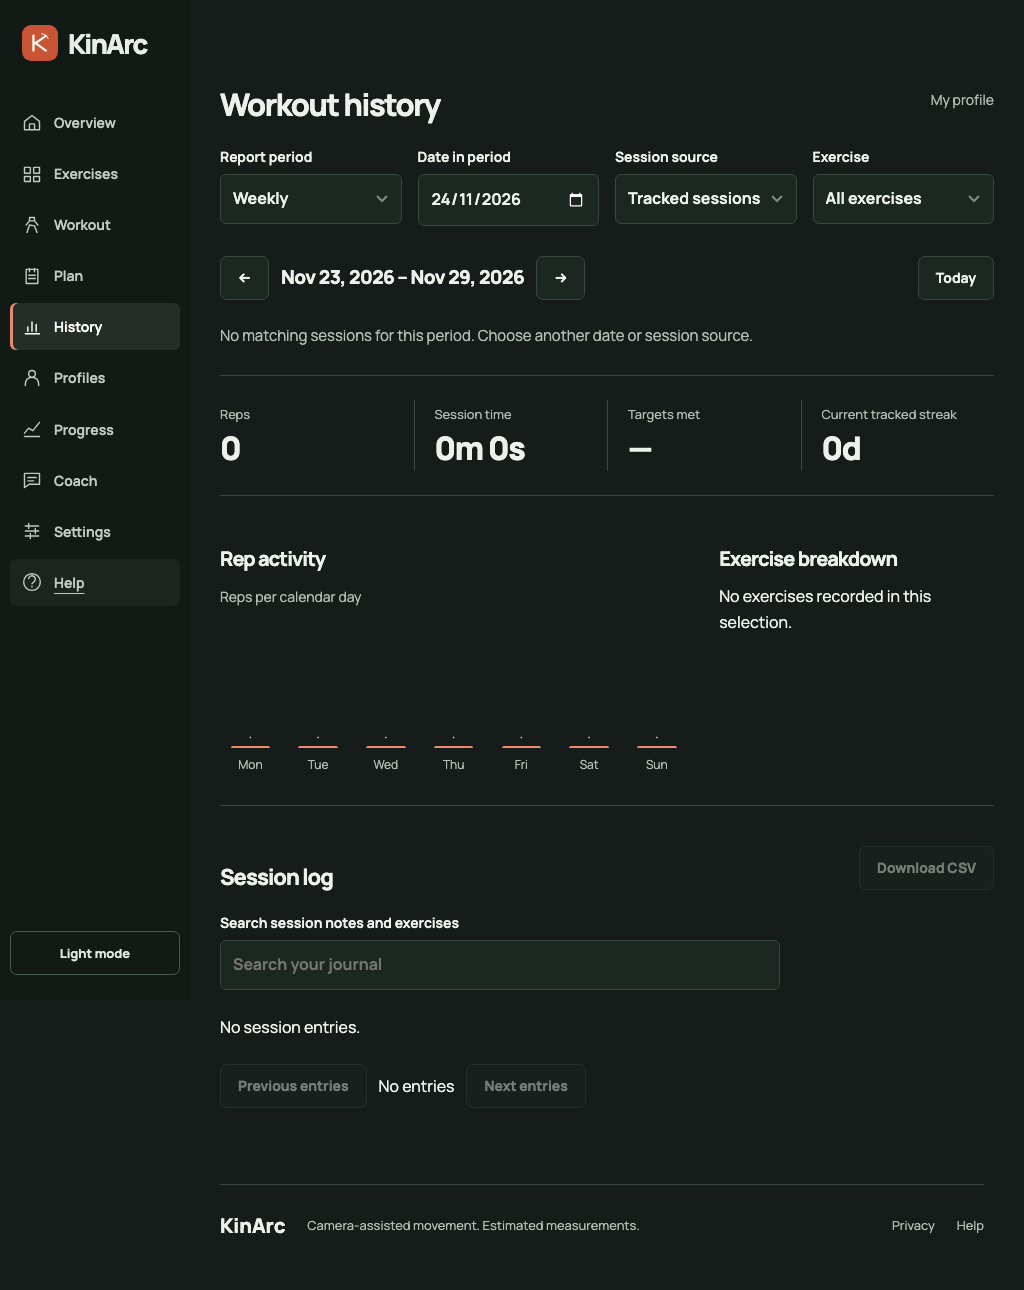 KinArc
Overview
Exercises
Workout
Plan
History
Profiles
Progress
Coach
Settings
Help
Light mode
Workout history
My profile
Report period
Date in period
Session source
Exercise
Weekly
24/11/2026
Tracked sessions
All exercises
Nov 23, 2026 – Nov 29, 2026
Today
No matching sessions for this period. Choose another date or session source.
Reps
Session time
Targets met
Current tracked streak
0
0m 0s
—
0d
Rep activity
Reps per calendar day
Exercise breakdown
No exercises recorded in this
selection.
Mon
Tue
Wed
Thu
Fri
Sat
Sun
Session log
Download CSV
Search session notes and exercises
Search your journal
No session entries.
Previous entries
No entries
Next entries
KinArc
Camera-assisted movement. Estimated measurements.
Privacy
Help